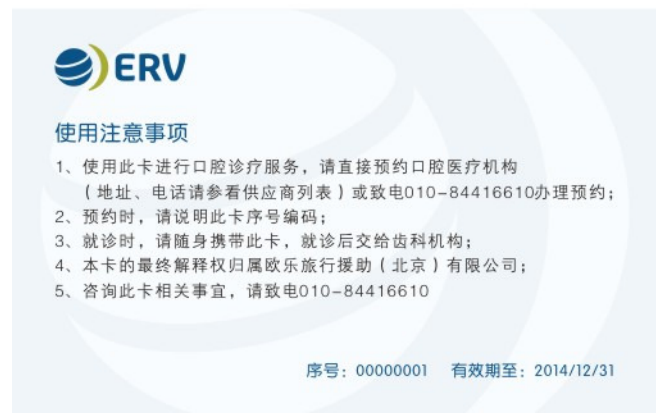 ERV
使用注意事项
1、使用此卡进行口腔诊疗服务，请直接预约口腔医疗机构
（地址、电话请参看供应商列表）或致电010-84416610办理预约；
2、预约时，请说明此卡序号编码；
3、就诊时，请随身携带此卡，就诊后交给齿科机构；
4、本卡的最终解释权归属欧乐旅行援助（北京）有限公司；
5、咨询此卡相关事宜，请致电010-84416610
序号：00000001 有效期至：2014/12/31